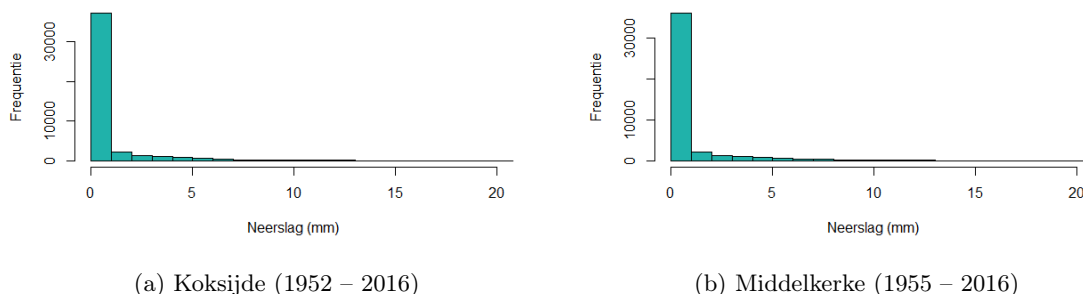 Frequentie
30000
10000
0
0 5 10 15 20
Neerslag (mm)
(a) Koksijde (1952 – 2016)
Frequentie
30000
10000
0
0 5 10 15 20
Neerslag (mm)
(b) Middelkerke (1955 – 2016)